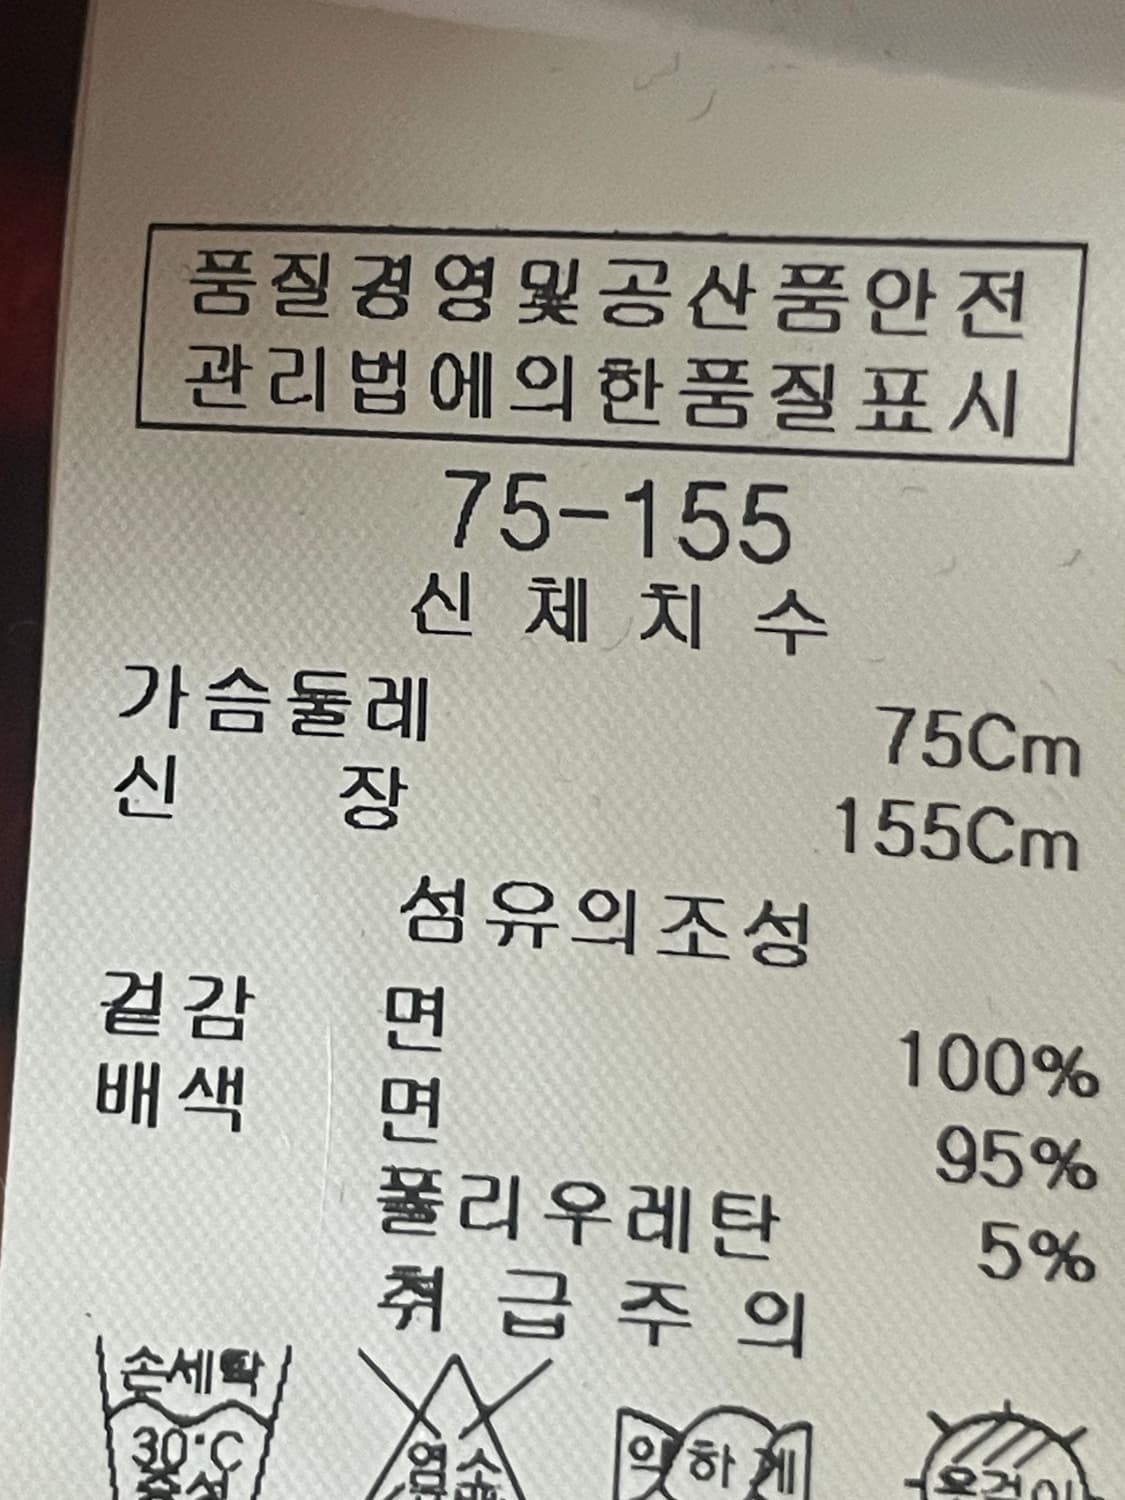 품질경영및공산품안전
관리법에의한품질표시
75-155
신체치수
가슴둘레 75Cm
신 장 155Cm
섬유의조성
겉감 면 100%
배색 면 95%
폴리우레탄 5%
취급주의
손세탁 약하게
30°C